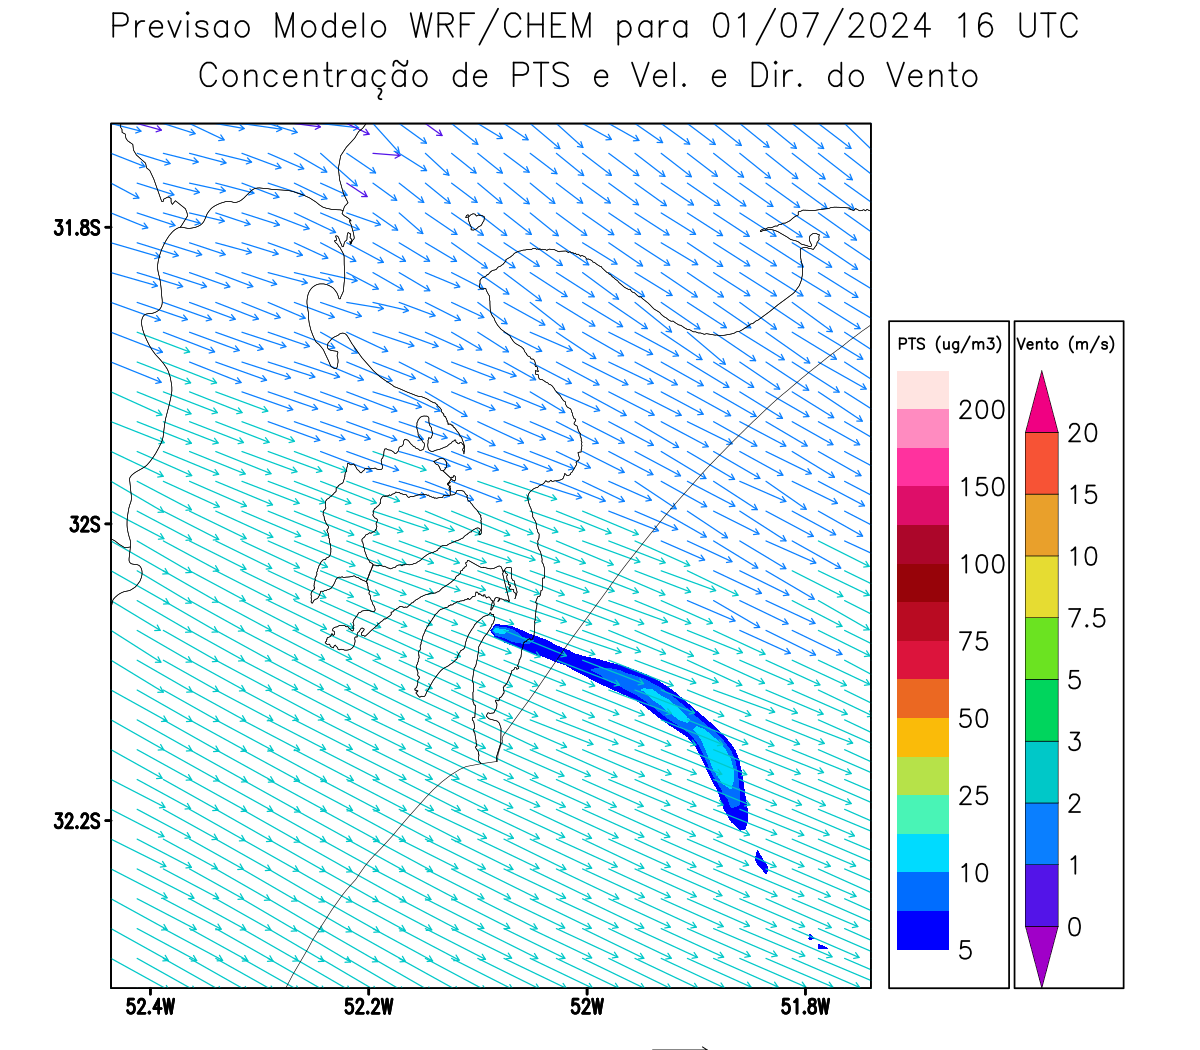 Previsao Modelo WRF/CHEM para 01/07/2024 16 UTC
Concentração de PTS e Vel. e Dir. do Vento
31.8S
32S
32.2S
52.4W
52.2W
52W
51.8W
PTS (ug/m3)
200
150
100
75
50
25
10
5
Vento (m/s)
20
15
10
7.5
5
3
2
1
0